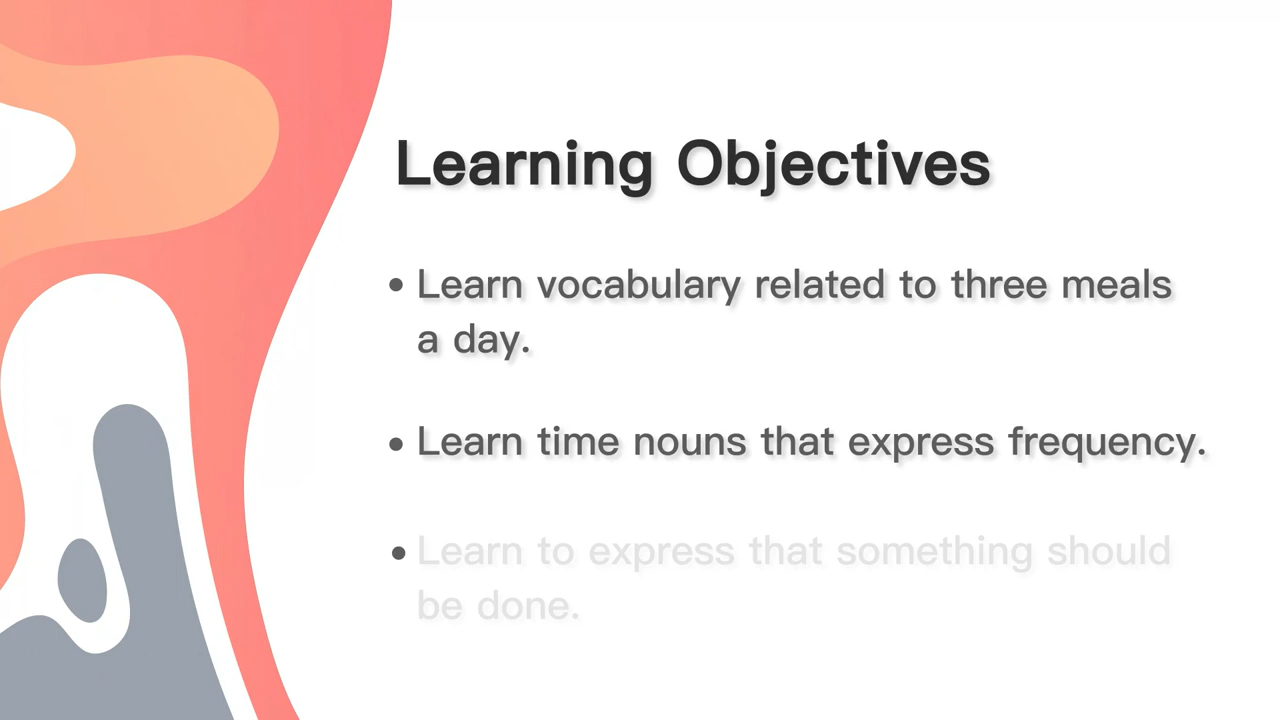 Learning Objectives
• Learn vocabulary related to three meals
a day.
• Learn time nouns that express frequency.
• Learn to express that something should
be done.